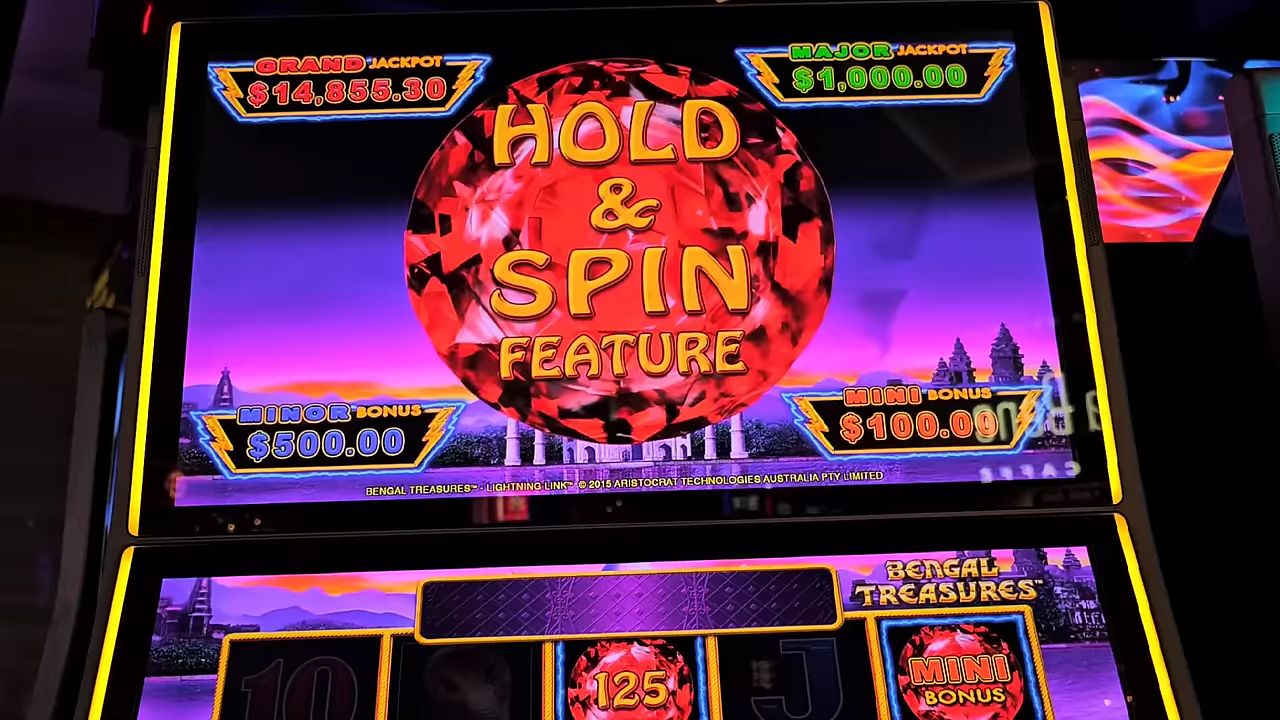 GRAND JACKPOT
$14,855.30
MAJOR JACKPOT
$1,000.00
HOLD
&
SPIN
FEATURE
MINOR BONUS
$500.00
MINI BONUS
$100.00
BENGAL TREASURES™ - LIGHTNING LINK™ © 2015 ARISTOCRAT TECHNOLOGIES AUSTRALIA PTY LIMITED
BENGAL
TREASURES™
10
125
J
MINI
BONUS